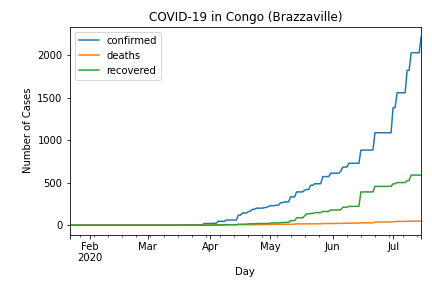 COVID-19 in Congo (Brazzaville)
confirmed
deaths
recovered
Number of Cases
2000
1500
1000
500
0
Feb Mar Apr May Jun Jul
2020
Day